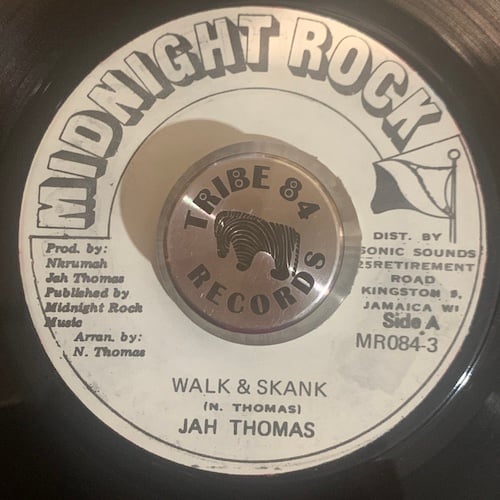 MIDNIGHT ROCK
TRIBE 84
RECORDS
Prod. by:
Nkrumah
Jah Thomas
Published by
Midnight Rock
Music
Arran. by:
N. Thomas
DIST. BY
SONIC SOUNDS
25RETIREMENT
ROAD
KINGSTON 5,
JAMAICA WI
Side A
MR084-3
WALK & SKANK
(N. THOMAS)
JAH THOMAS